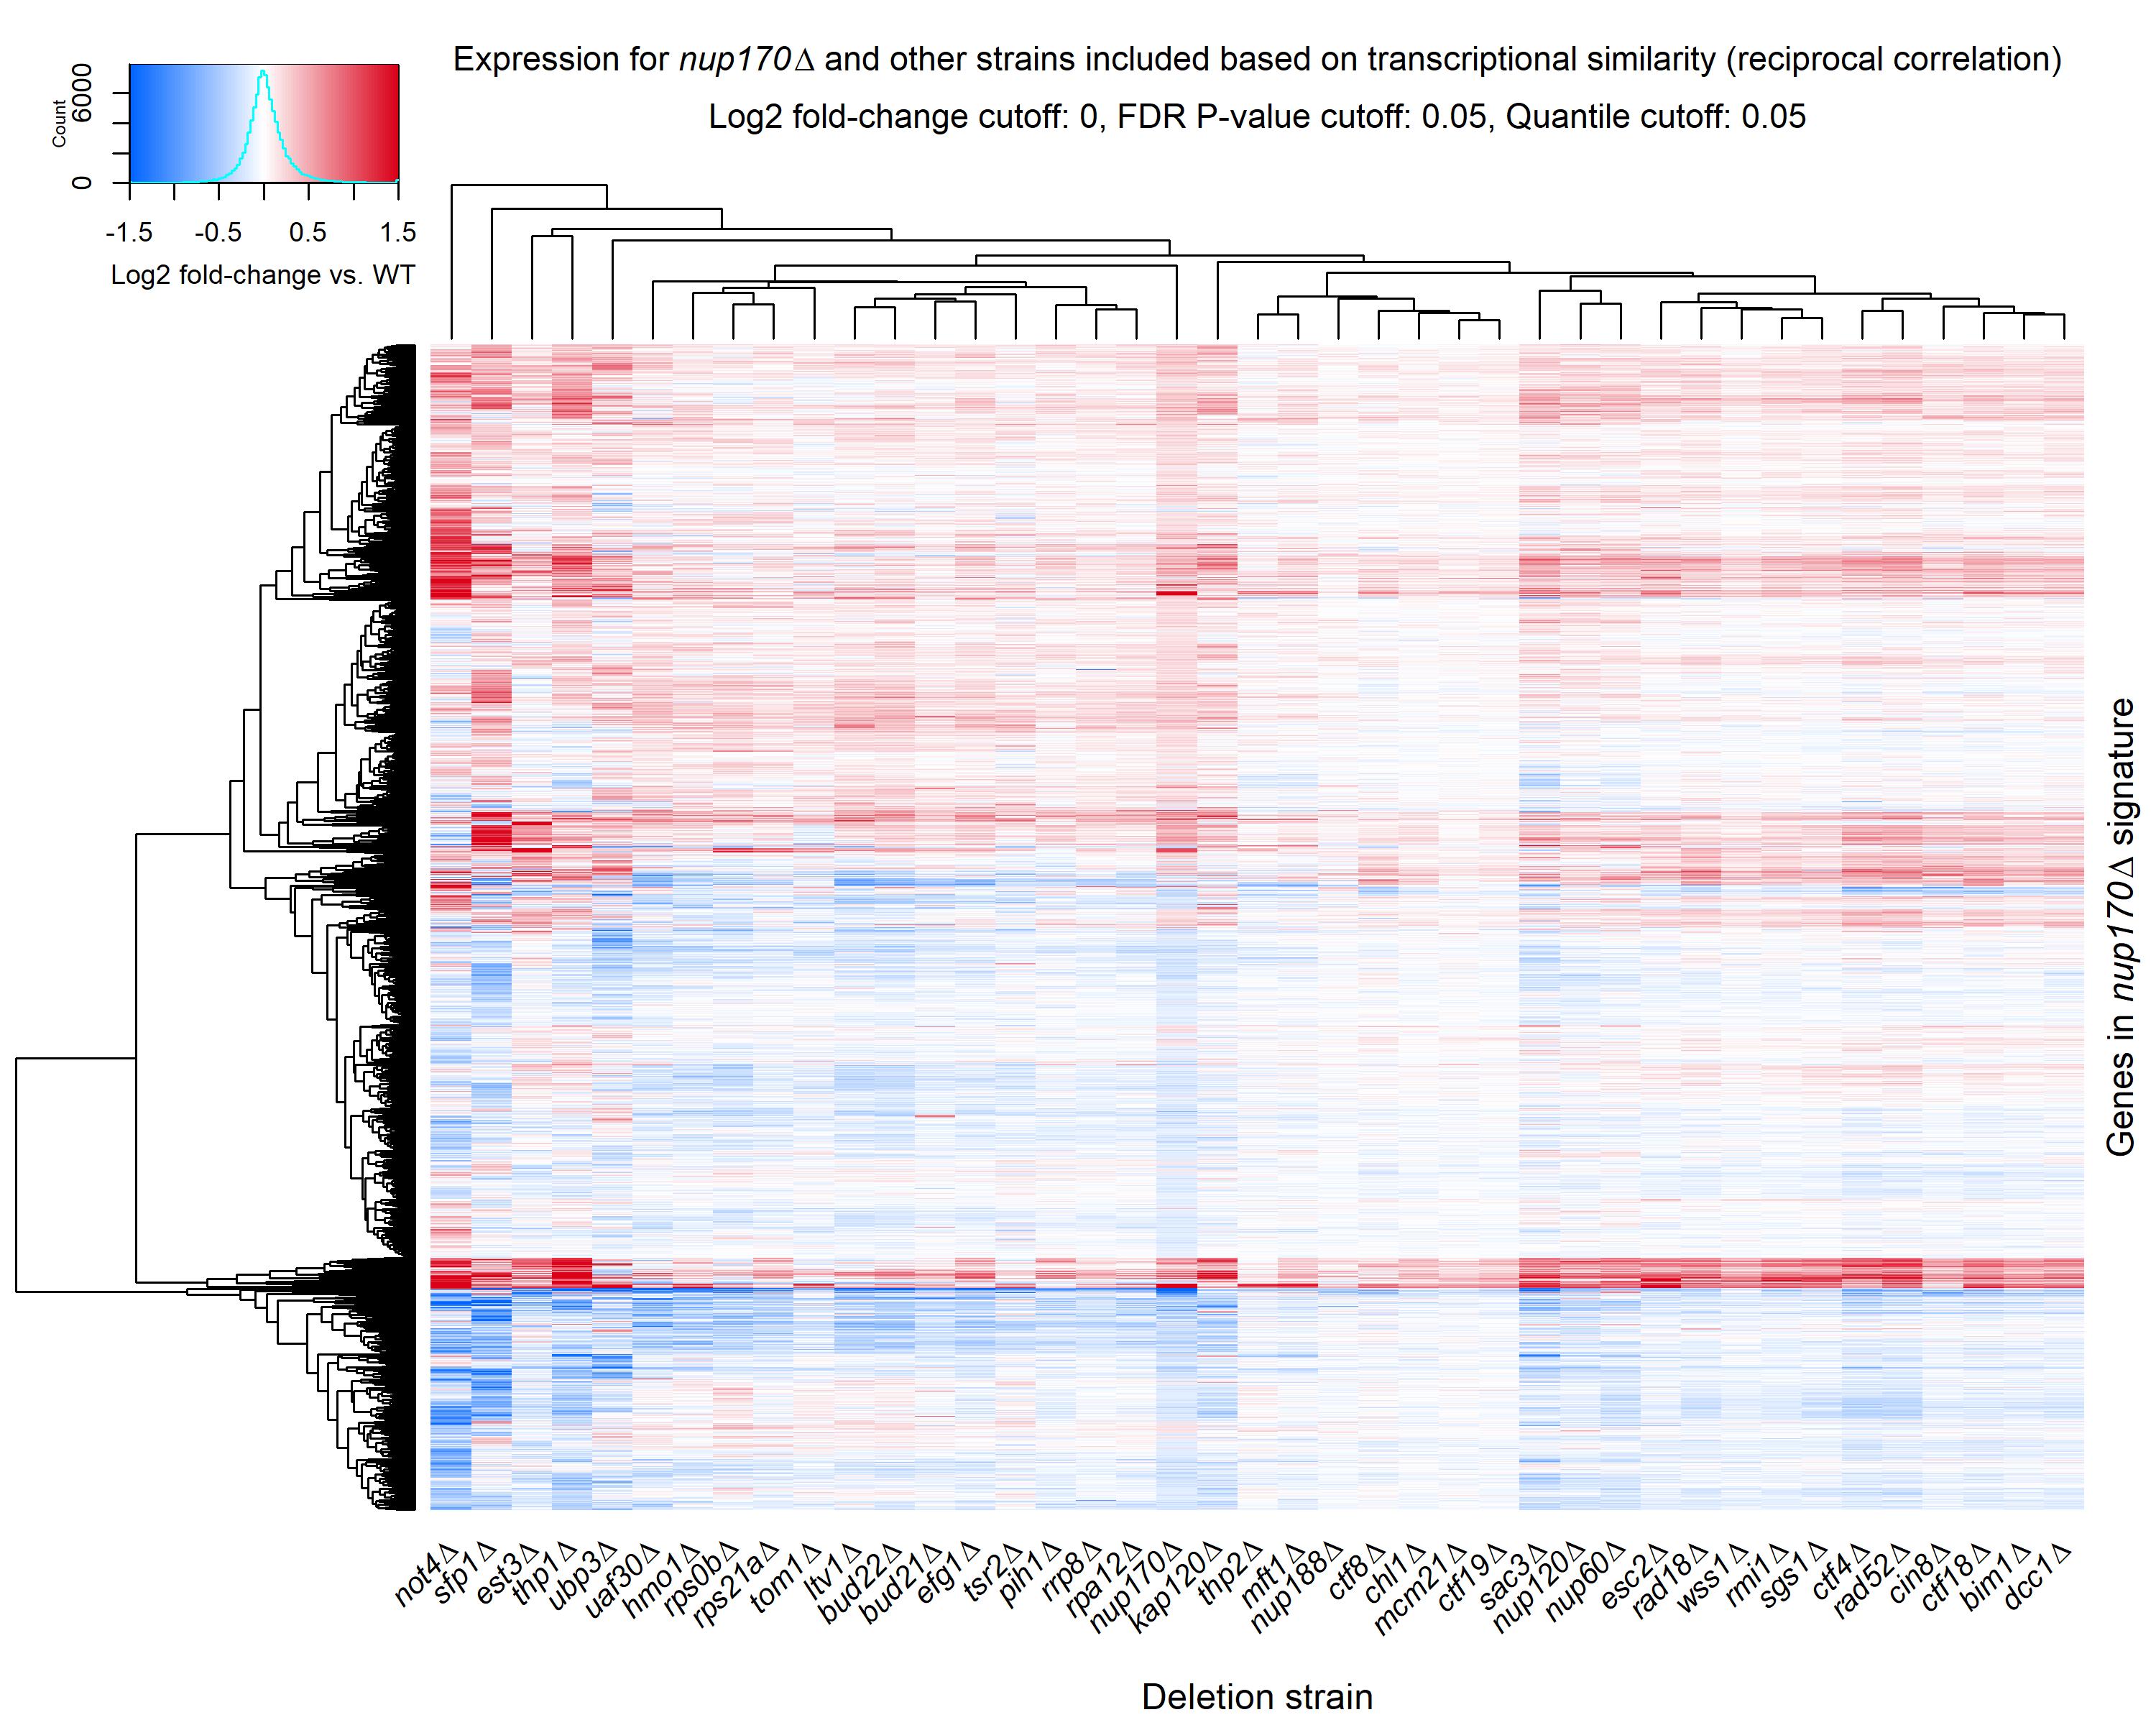 Expression for nup170Δ and other strains included based on transcriptional similarity (reciprocal correlation)
Log2 fold-change cutoff: 0, FDR P-value cutoff: 0.05, Quantile cutoff: 0.05
Count
0 6000
-1.5 -0.5 0.5 1.5
Log2 fold-change vs. WT
Genes in nup170Δ signature
not4Δ
sfp1Δ
est3Δ
thp1Δ
ubp3Δ
uaf30Δ
hmo1Δ
rps0bΔ
rps21aΔ
tom1Δ
ltv1Δ
bud22Δ
bud21Δ
efg1Δ
tsr2Δ
pih1Δ
rrp8Δ
rpa12Δ
nup170Δ
kap120Δ
thp2Δ
mft1Δ
nup188Δ
ctf8Δ
chl1Δ
mcm21Δ
ctf19Δ
sac3Δ
nup120Δ
nup60Δ
esc2Δ
rad18Δ
wss1Δ
rmi1Δ
sgs1Δ
ctf4Δ
rad52Δ
cin8Δ
ctf18Δ
bim1Δ
dcc1Δ
Deletion strain